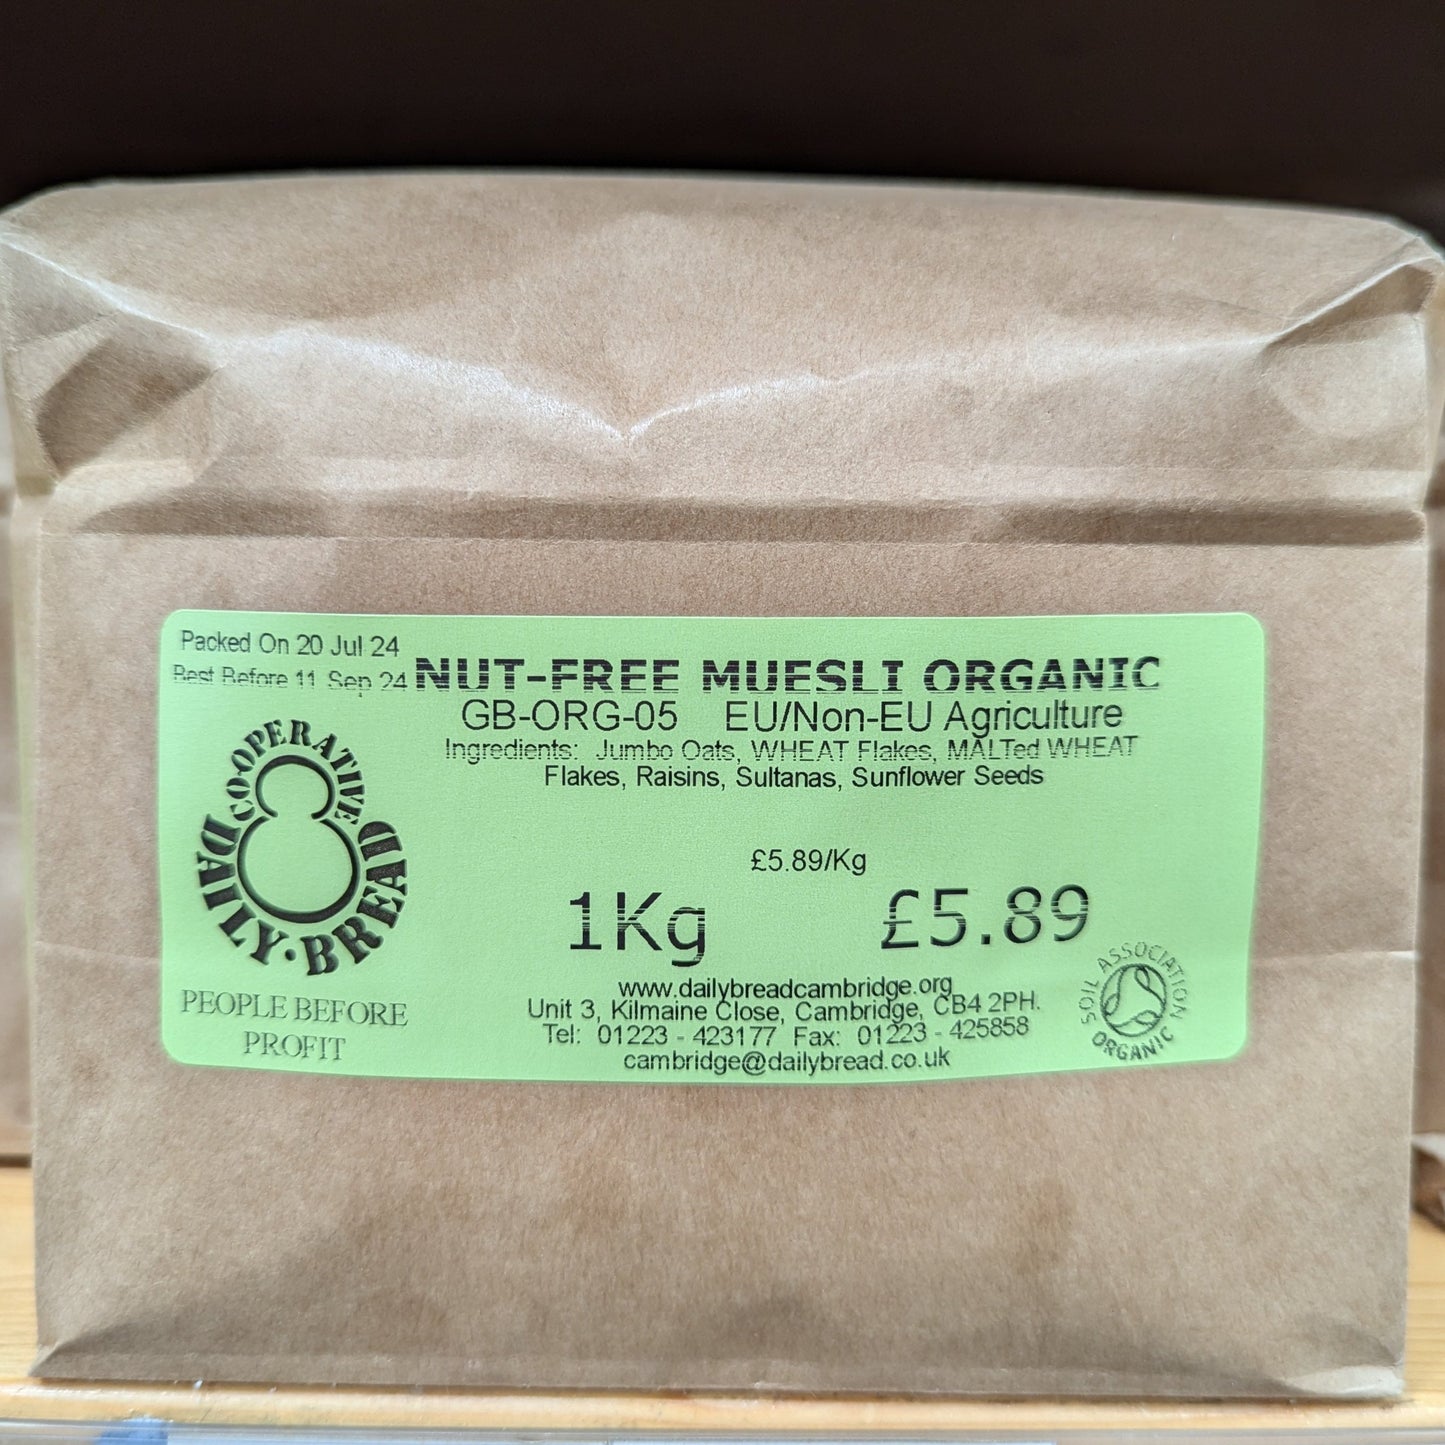 Packed On 20 Jul 24
Best Before 11 Sep 24
NUT-FREE MUESLI ORGANIC
GB-ORG-05 EU/Non-EU Agriculture
Ingredients: Jumbo Oats, WHEAT Flakes, MALTed WHEAT
Flakes, Raisins, Sultanas, Sunflower Seeds
CO-OPERATIVE
DAILY·BREAD
PEOPLE BEFORE
PROFIT
£5.89/Kg
1Kg £5.89
www.dailybreadcambridge.org
Unit 3, Kilmaine Close, Cambridge, CB4 2PH.
Tel: 01223 - 423177 Fax: 01223 - 425858
cambridge@dailybread.co.uk
SOIL ASSOCIATION
ORGANIC